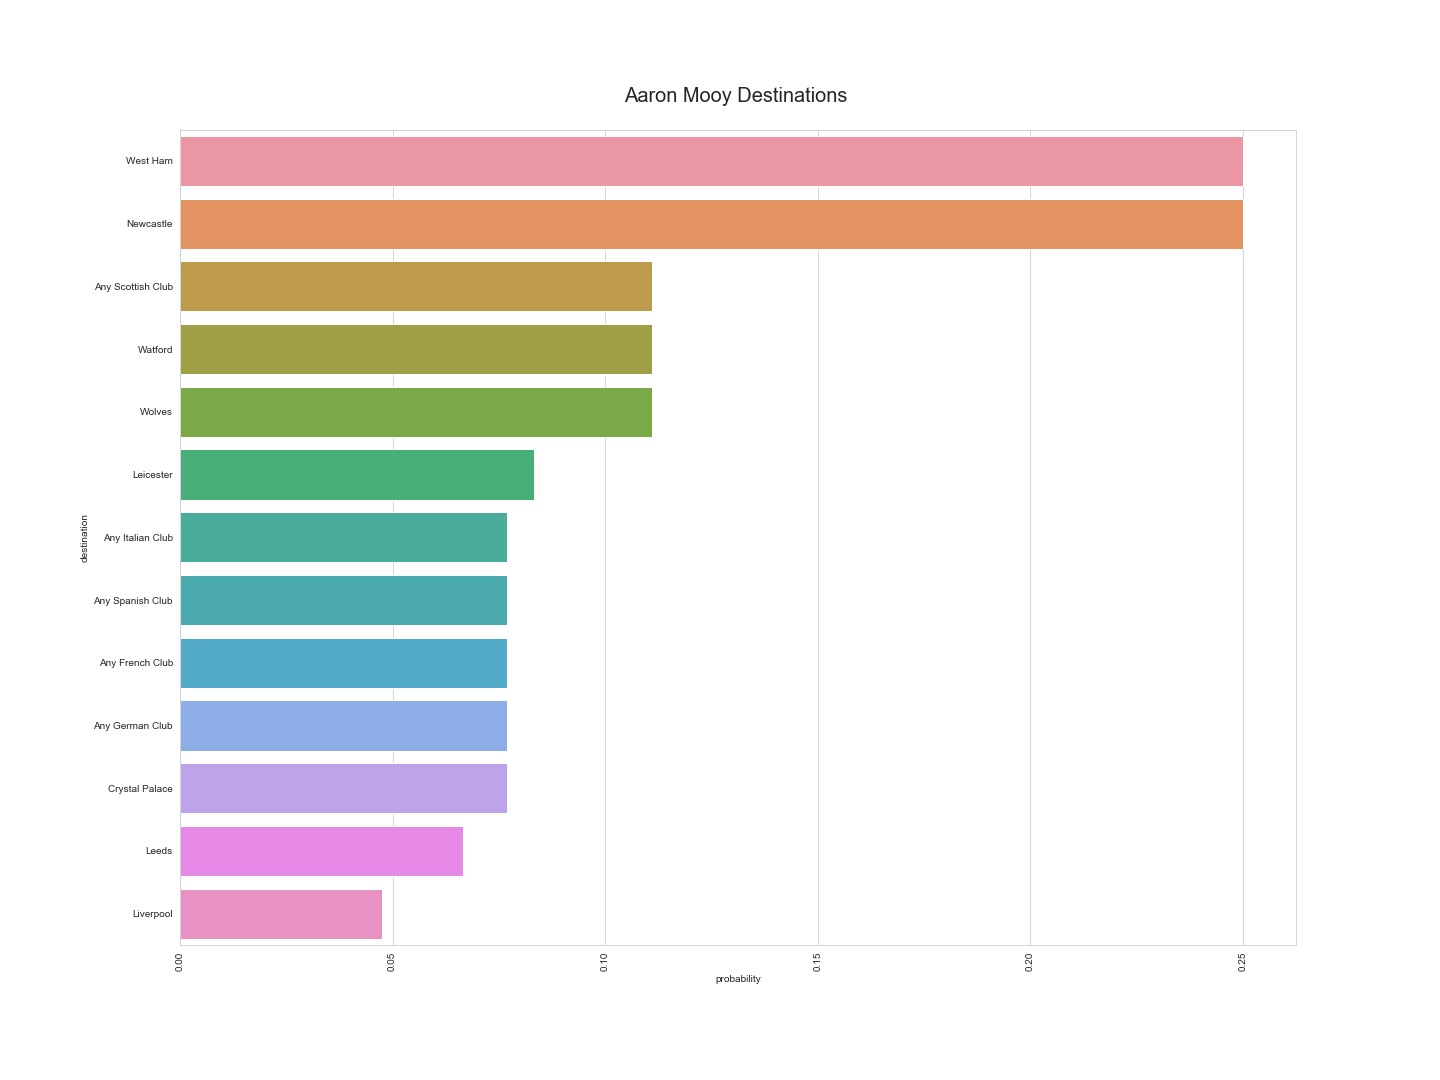 Aaron Mooy Destinations
destination
West Ham
Newcastle
Any Scottish Club
Watford
Wolves
Leicester
Any Italian Club
Any Spanish Club
Any French Club
Any German Club
Crystal Palace
Leeds
Liverpool
0.00 0.05 0.10 0.15 0.20 0.25
probability